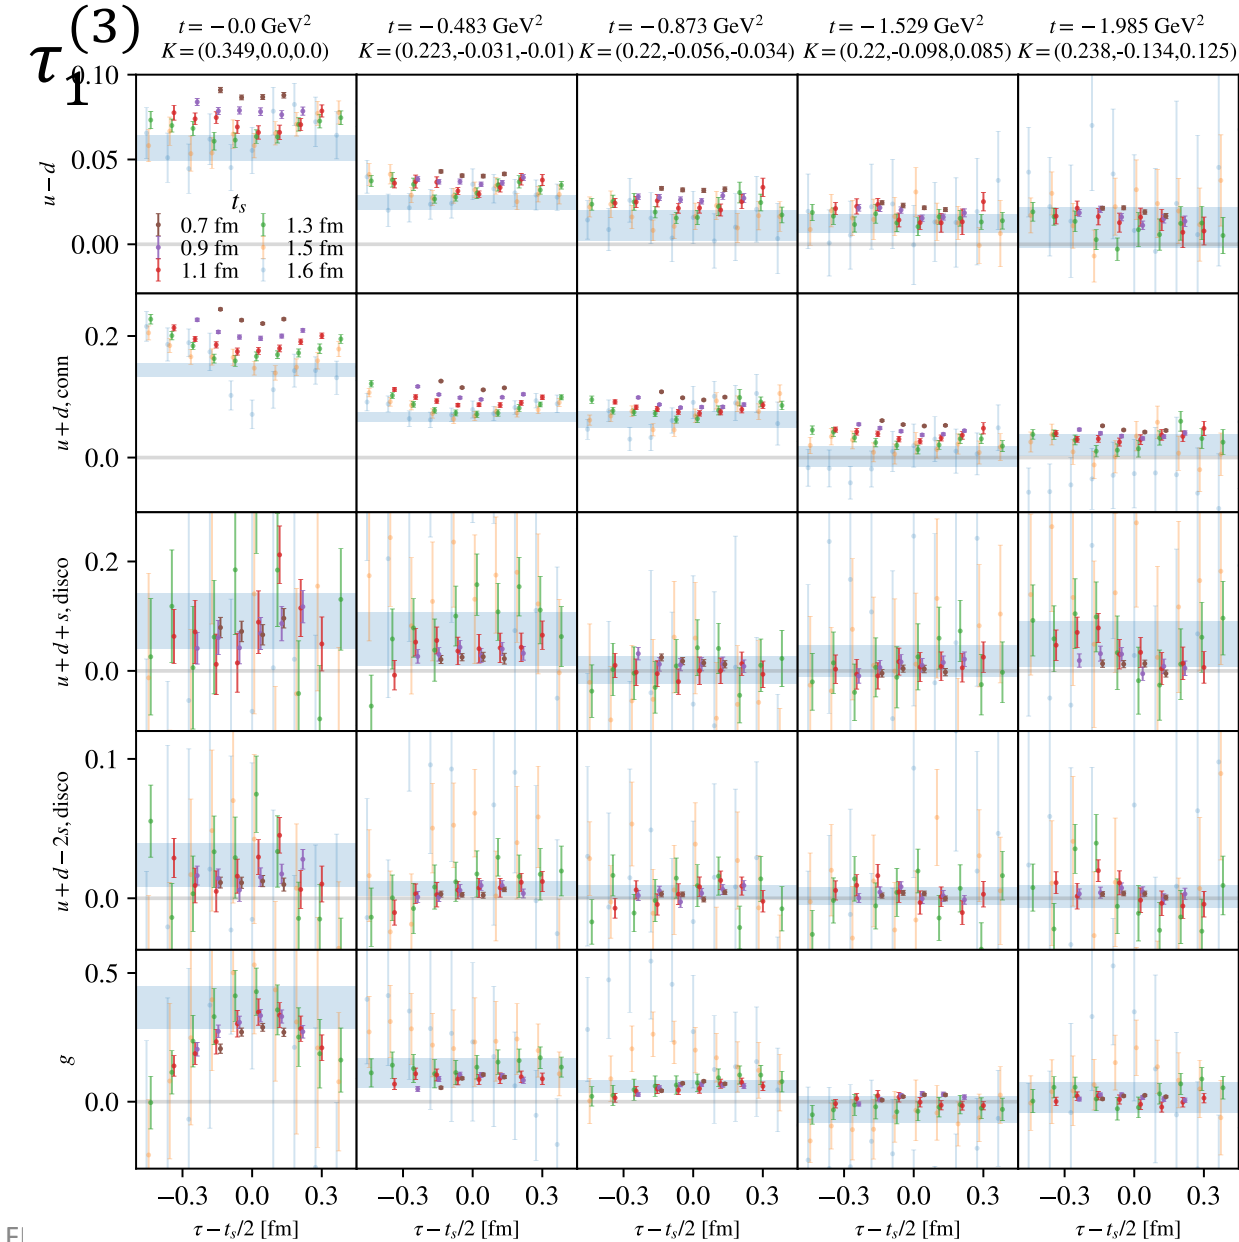 τ₁⁽³⁾
t = −0.0 GeV²
K = (0.349,0.0,0.0)
t = −0.483 GeV²
K = (0.223,-0.031,-0.01)
t = −0.873 GeV²
K = (0.22,-0.056,-0.034)
t = −1.529 GeV²
K = (0.22,-0.098,0.085)
t = −1.985 GeV²
K = (0.238,-0.134,0.125)
0.10
0.05
0.00
u − d
tₛ
0.7 fm
0.9 fm
1.1 fm
1.3 fm
1.5 fm
1.6 fm
0.2
0.0
u + d, conn
0.2
0.0
u + d + s, disco
0.1
0.0
u + d − 2s, disco
0.5
0.0
g
−0.3 0.0 0.3
−0.3 0.0 0.3
−0.3 0.0 0.3
−0.3 0.0 0.3
−0.3 0.0 0.3
τ − tₛ/2 [fm]
τ − tₛ/2 [fm]
τ − tₛ/2 [fm]
τ − tₛ/2 [fm]
τ − tₛ/2 [fm]